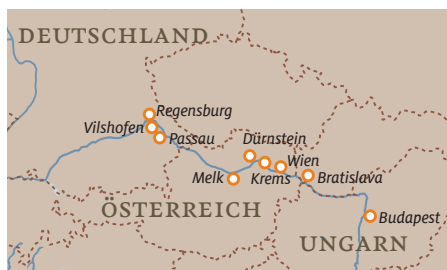 DEUTSCHLAND
Regensburg
Vilshofen
Passau
Dürnstein
Wien
Melk
Krems
Bratislava
ÖSTERREICH
Budapest
UNGARN